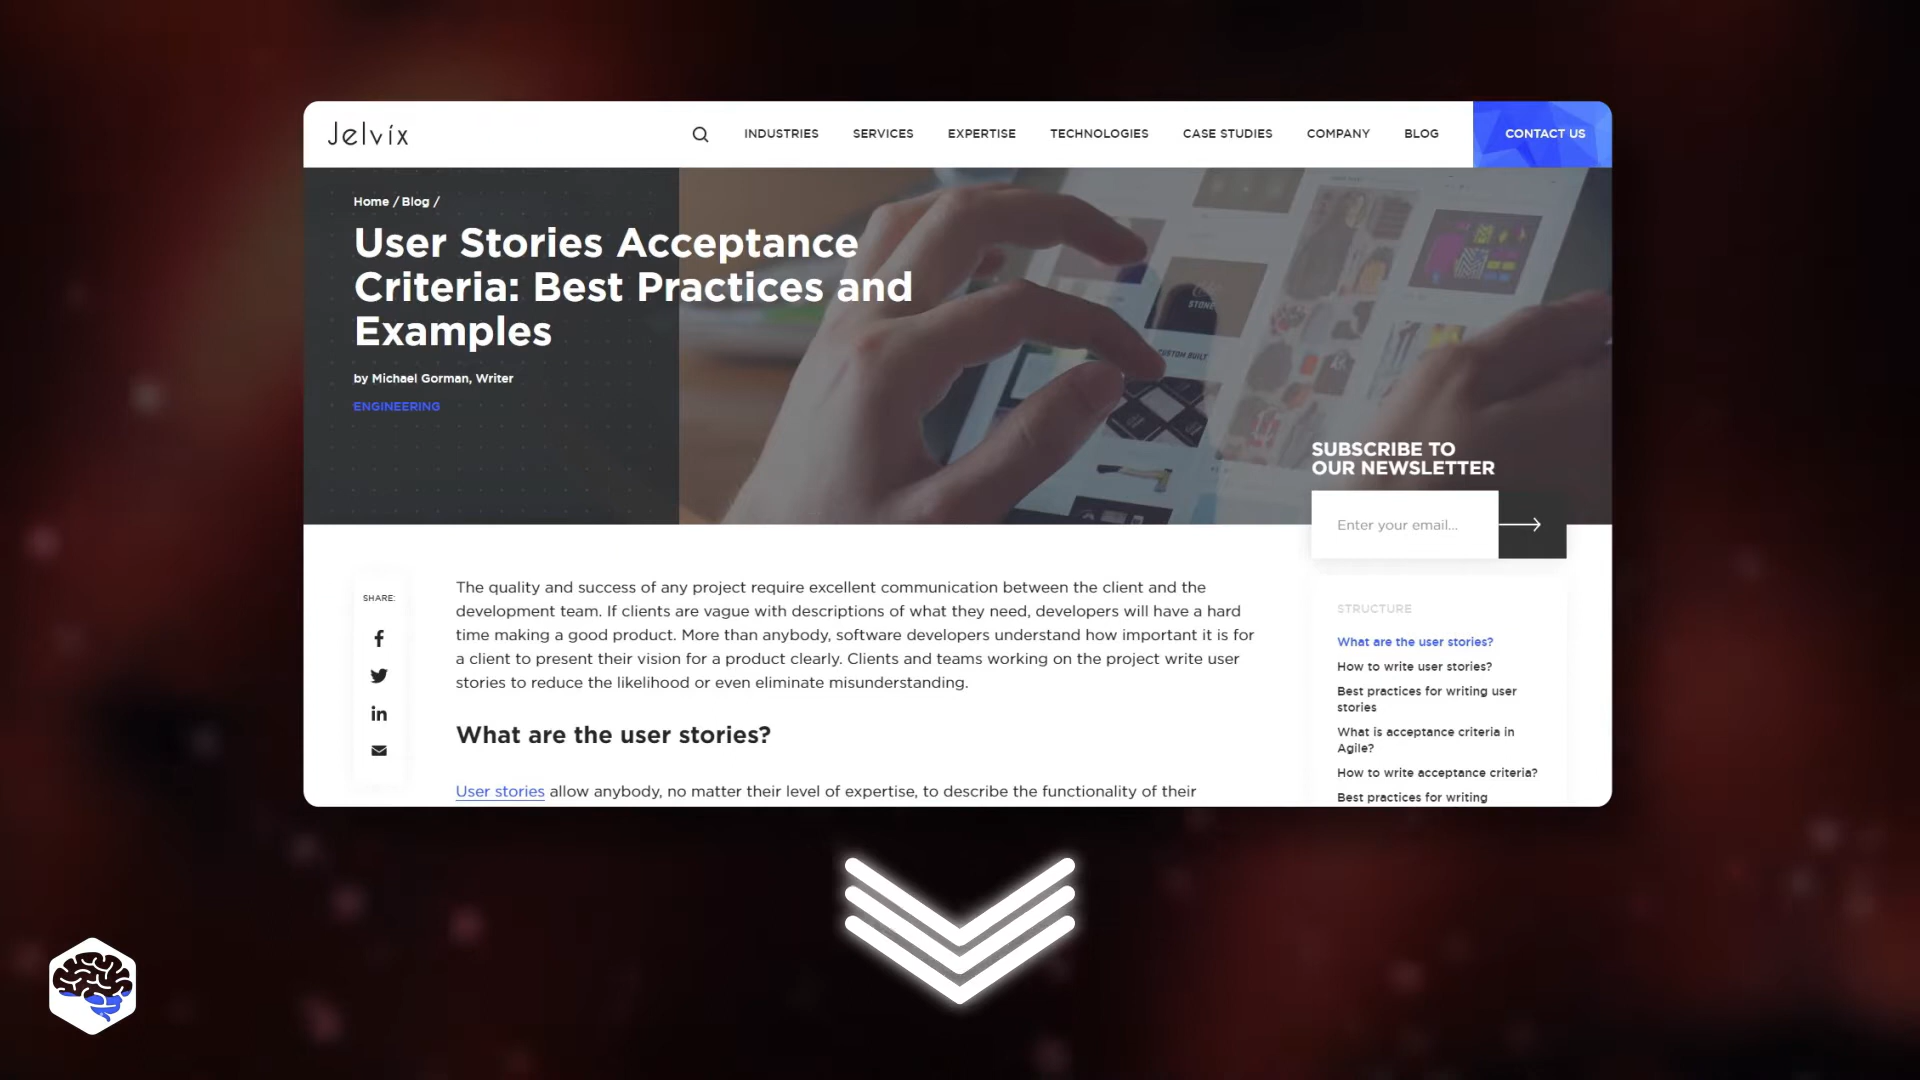 Jelvix
INDUSTRIES SERVICES EXPERTISE TECHNOLOGIES CASE STUDIES COMPANY BLOG CONTACT US
Home / Blog /
User Stories Acceptance
Criteria: Best Practices and
Examples
by Michael Gorman, Writer
ENGINEERING
STONE
CUSTOM BUILT
SUBSCRIBE TO
OUR NEWSLETTER
Enter your email...
SHARE:
The quality and success of any project require excellent communication between the client and the
development team. If clients are vague with descriptions of what they need, developers will have a hard
time making a good product. More than anybody, software developers understand how important it is for
a client to present their vision for a product clearly. Clients and teams working on the project write user
stories to reduce the likelihood or even eliminate misunderstanding.
What are the user stories?
User stories allow anybody, no matter their level of expertise, to describe the functionality of their
STRUCTURE
What are the user stories?
How to write user stories?
Best practices for writing user
stories
What is acceptance criteria in
Agile?
How to write acceptance criteria?
Best practices for writing